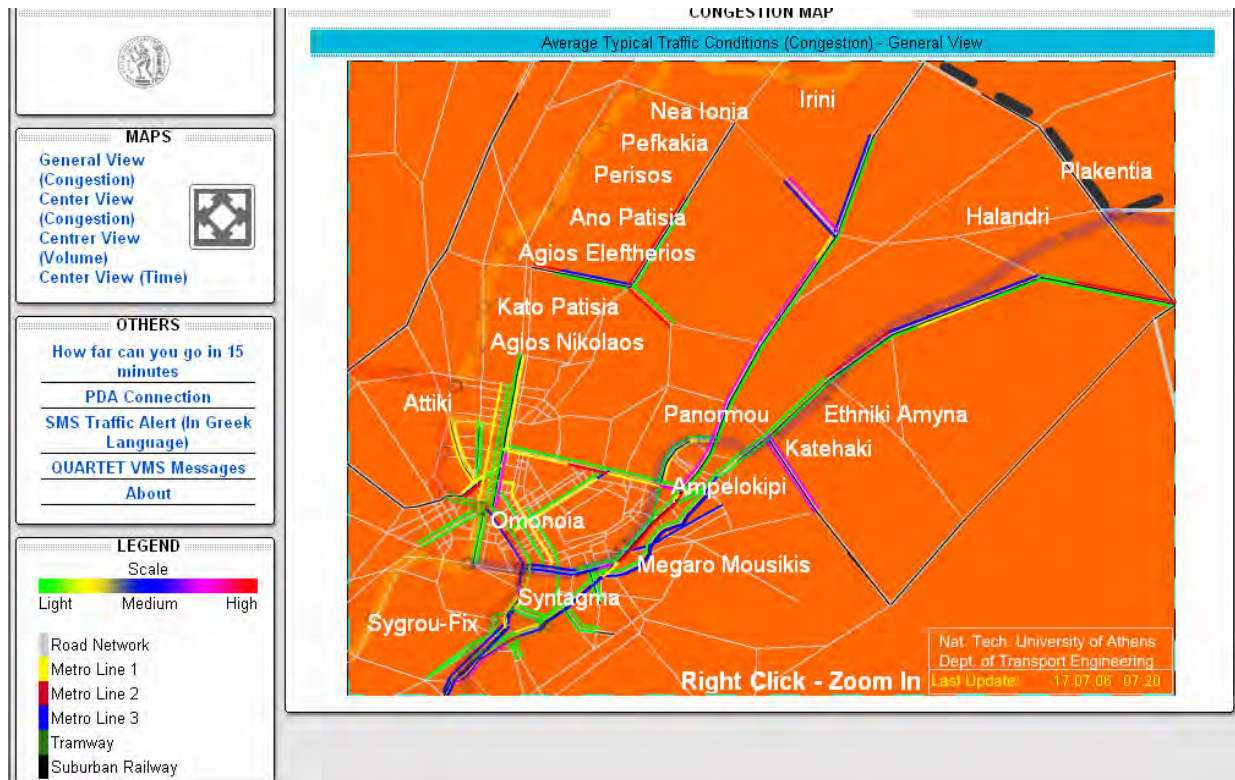 MAPS
General View
(Congestion)
Center View
(Congestion)
Centrer View
(Volume)
Center View (Time)
OTHERS
How far can you go in 15
minutes
PDA Connection
SMS Traffic Alert (In Greek
Language)
QUARTET VMS Messages
About
LEGEND
Scale
Light Medium High
Road Network
Metro Line 1
Metro Line 2
Metro Line 3
Tramway
Suburban Railway
CONGESTION MAP
Average Typical Traffic Conditions (Congestion) - General View
Irini
Nea Ionia
Pefkakia
Plakentia
Perisos
Ano Patisia
Halandri
Agios Eleftherios
Kato Patisia
Agios Nikolaos
Attiki
Panormou
Ethniki Amyna
Katehaki
Ampelokipi
Omonoia
Megaro Mousikis
Syntagma
Sygrou-Fix
Nat. Tech. University of Athens
Dept. of Transport Engineering
Last Update: 17.07.06 07:20
Right Click - Zoom In